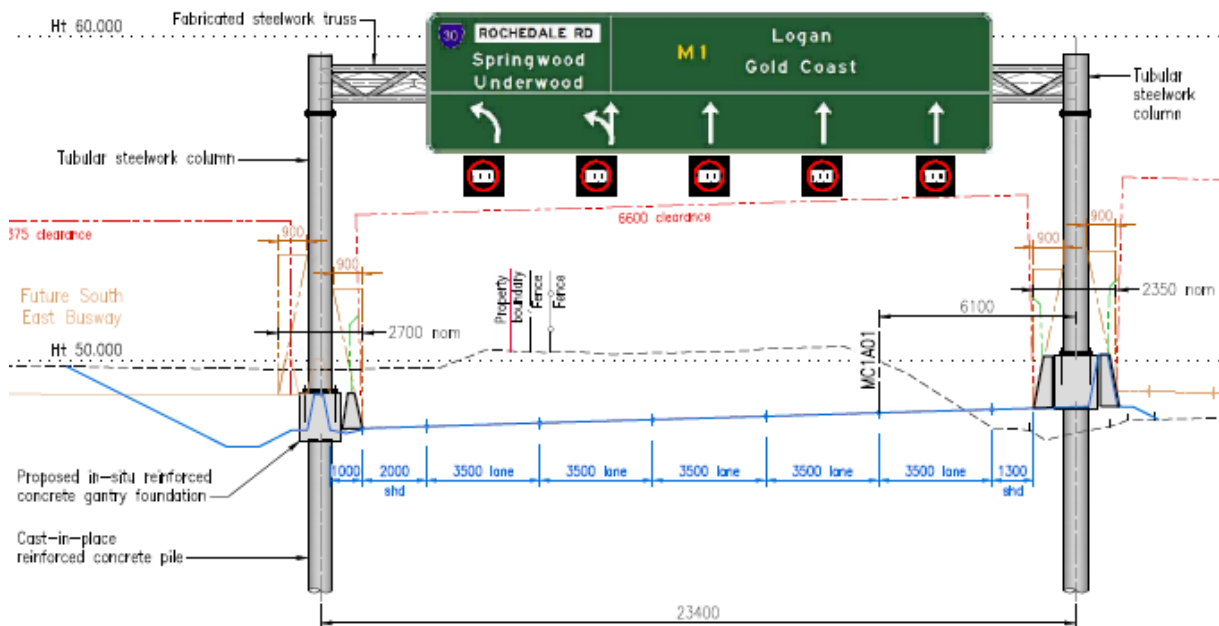 Fabricated steelwork truss
Ht 60.000
30
ROCHEDALE RD
Springwood
Underwood
M1
Logan
Gold Coast
Tubular
steelwork
column
Tubular steelwork column
100
100
100
100
100
6600 clearance
375 clearance
900
900
900
900
Future South
East Busway
Property
boundary
Fence
Fence
2700 nom
6100
2350 nom
Ht 50.000
MC1A01
1000
2000
shd
3500 lane
3500 lane
3500 lane
3500 lane
3500 lane
1300
shd
Proposed in-situ reinforced
concrete gantry foundation
Cast-in-place
reinforced concrete pile
23400